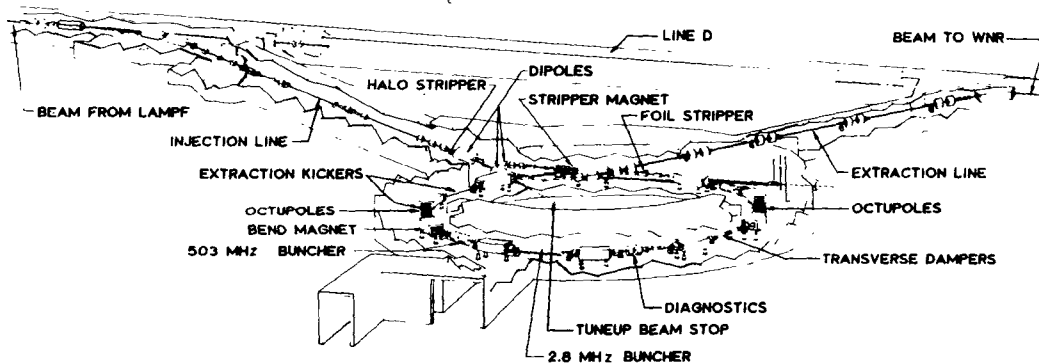 LINE D
BEAM TO WNR
DIPOLES
HALO STRIPPER
STRIPPER MAGNET
FOIL STRIPPER
BEAM FROM LAMPF
INJECTION LINE
EXTRACTION KICKERS
EXTRACTION LINE
OCTUPOLES
OCTUPOLES
BEND MAGNET
503 MHz BUNCHER
TRANSVERSE DAMPERS
DIAGNOSTICS
TUNEUP BEAM STOP
2.8 MHz BUNCHER